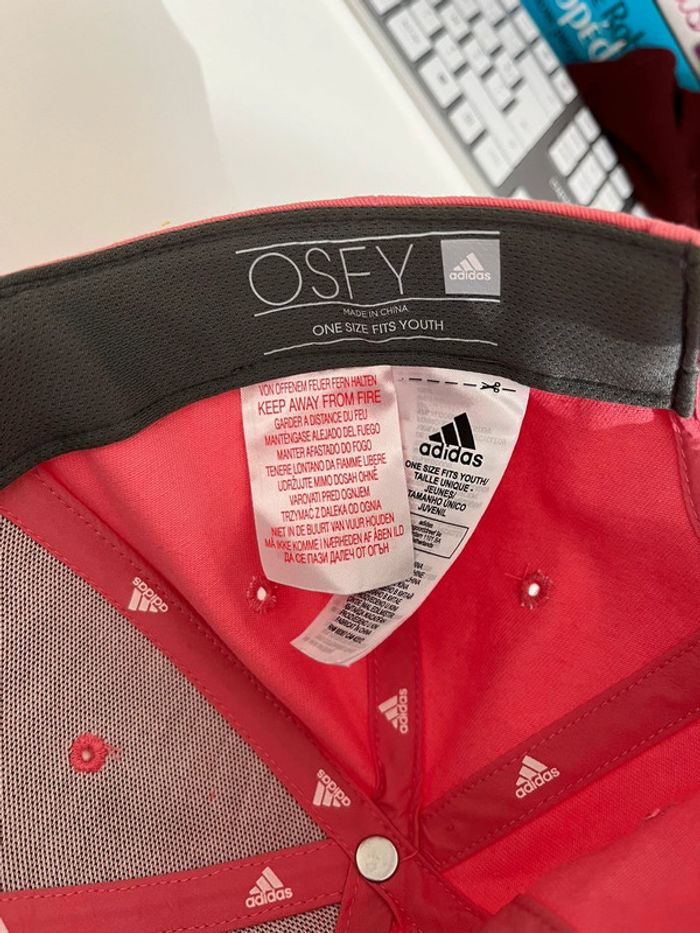 OSFY
adidas
MADE IN CHINA
ONE SIZE FITS YOUTH
VON OFFENEM FEUER FERN HALTEN
KEEP AWAY FROM FIRE
GARDER A DISTANCE DU FEU
MANTÉNGASE ALEJADO DEL FUEGO
MANTER AFASTADO DO FOGO
TENERE LONTANO DA FIAMME LIBERE
UDRŽUJTE MIMO DOSAH OHNĚ
VAROVATI PRED OGNJEM
TRZYMAĆ Z DALEKA OD OGNIA
NIET IN DE BUURT VAN VUUR HOUDEN
MÅ IKKE KOMME I NÆRHEDEN AF ÅBEN ILD
ДА СЕ ПАЗИ ДАЛЕЧ ОТ ОГЪН
adidas
ONE SIZE FITS YOUTH/
TAILLE UNIQUE -
JEUNES/
TAMANHO ÚNICO
JUVENIL
adidas
adidas
adidas
adidas
adidas
adidas